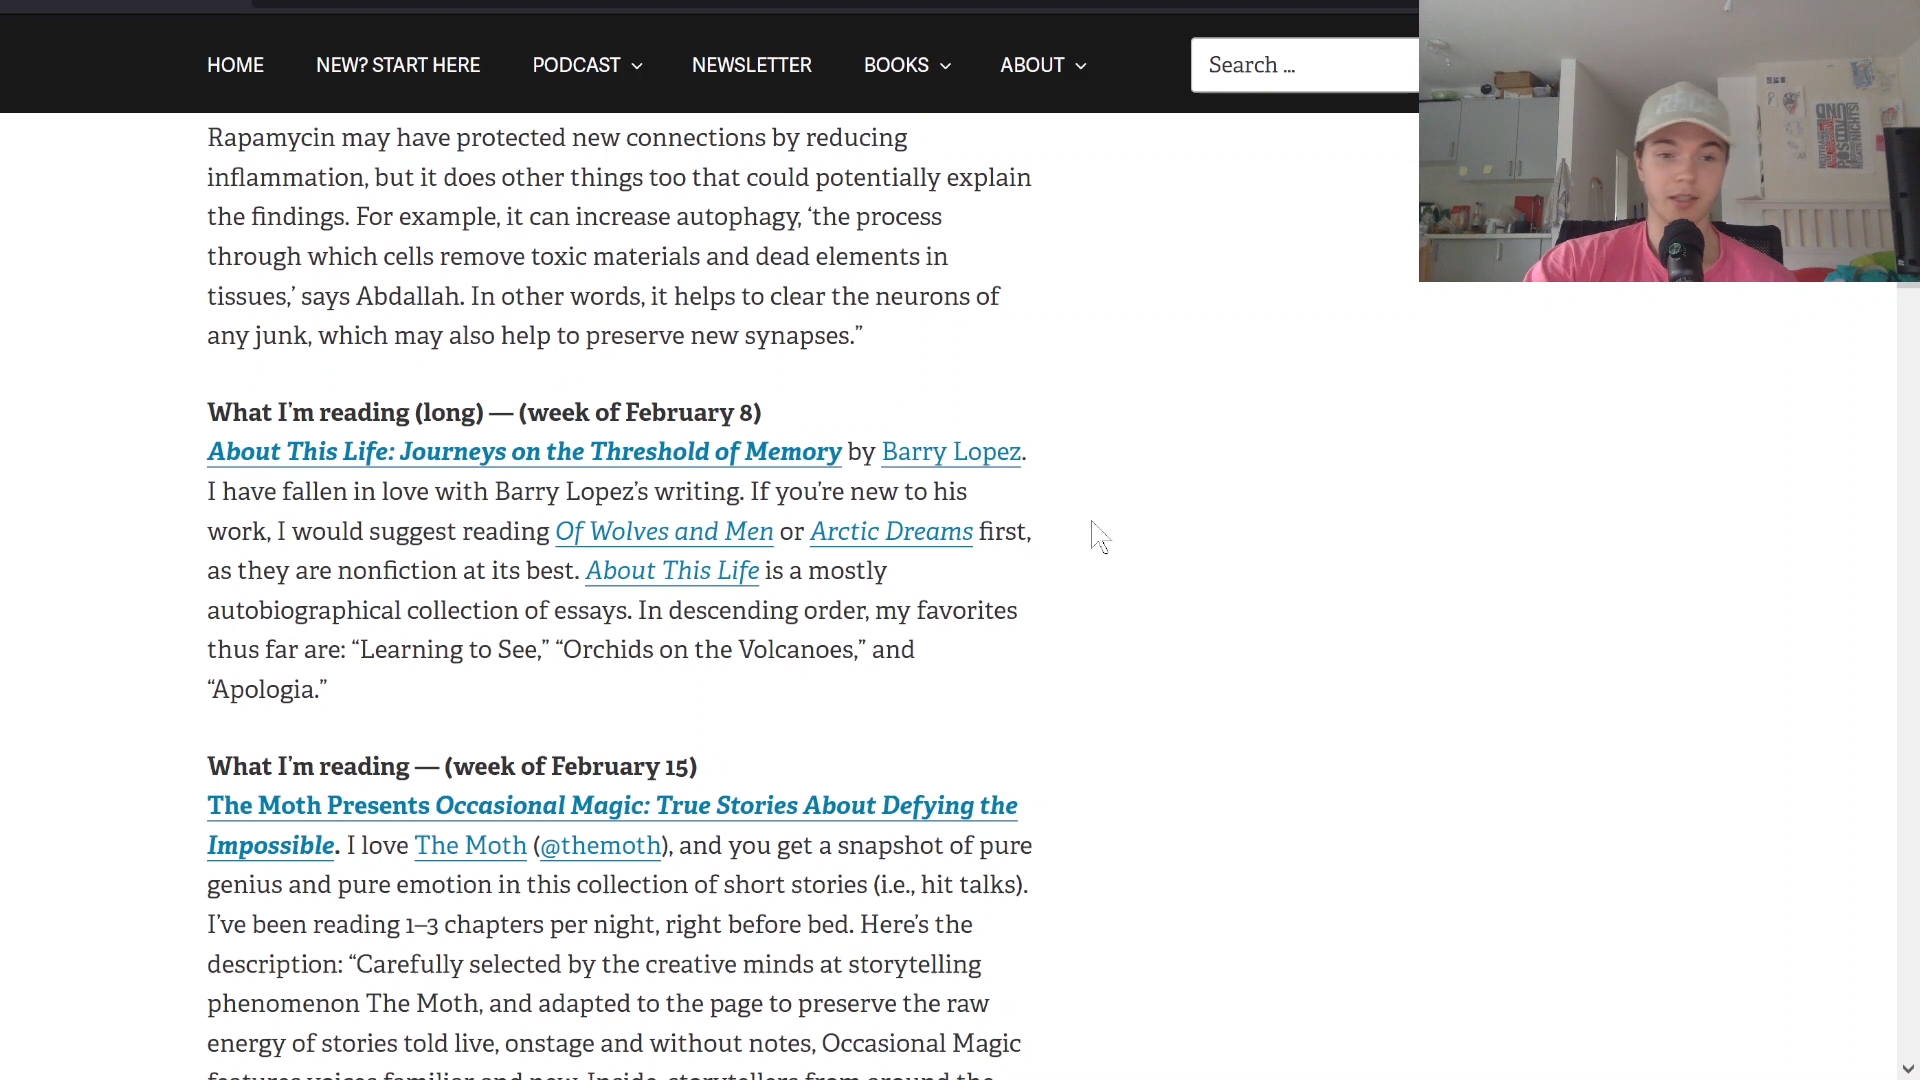 HOME NEW? START HERE PODCAST NEWSLETTER BOOKS ABOUT Search ...
Rapamycin may have protected new connections by reducing
inflammation, but it does other things too that could potentially explain
the findings. For example, it can increase autophagy, ‘the process
through which cells remove toxic materials and dead elements in
tissues,’ says Abdallah. In other words, it helps to clear the neurons of
any junk, which may also help to preserve new synapses.”
What I’m reading (long) — (week of February 8)
About This Life: Journeys on the Threshold of Memory by Barry Lopez.
I have fallen in love with Barry Lopez’s writing. If you’re new to his
work, I would suggest reading Of Wolves and Men or Arctic Dreams first,
as they are nonfiction at its best. About This Life is a mostly
autobiographical collection of essays. In descending order, my favorites
thus far are: “Learning to See,” “Orchids on the Volcanoes,” and
“Apologia.”
What I’m reading — (week of February 15)
The Moth Presents Occasional Magic: True Stories About Defying the
Impossible. I love The Moth (@themoth), and you get a snapshot of pure
genius and pure emotion in this collection of short stories (i.e., hit talks).
I’ve been reading 1–3 chapters per night, right before bed. Here’s the
description: “Carefully selected by the creative minds at storytelling
phenomenon The Moth, and adapted to the page to preserve the raw
energy of stories told live, onstage and without notes, Occasional Magic
features voices familiar and new. Inside, storytellers from around the